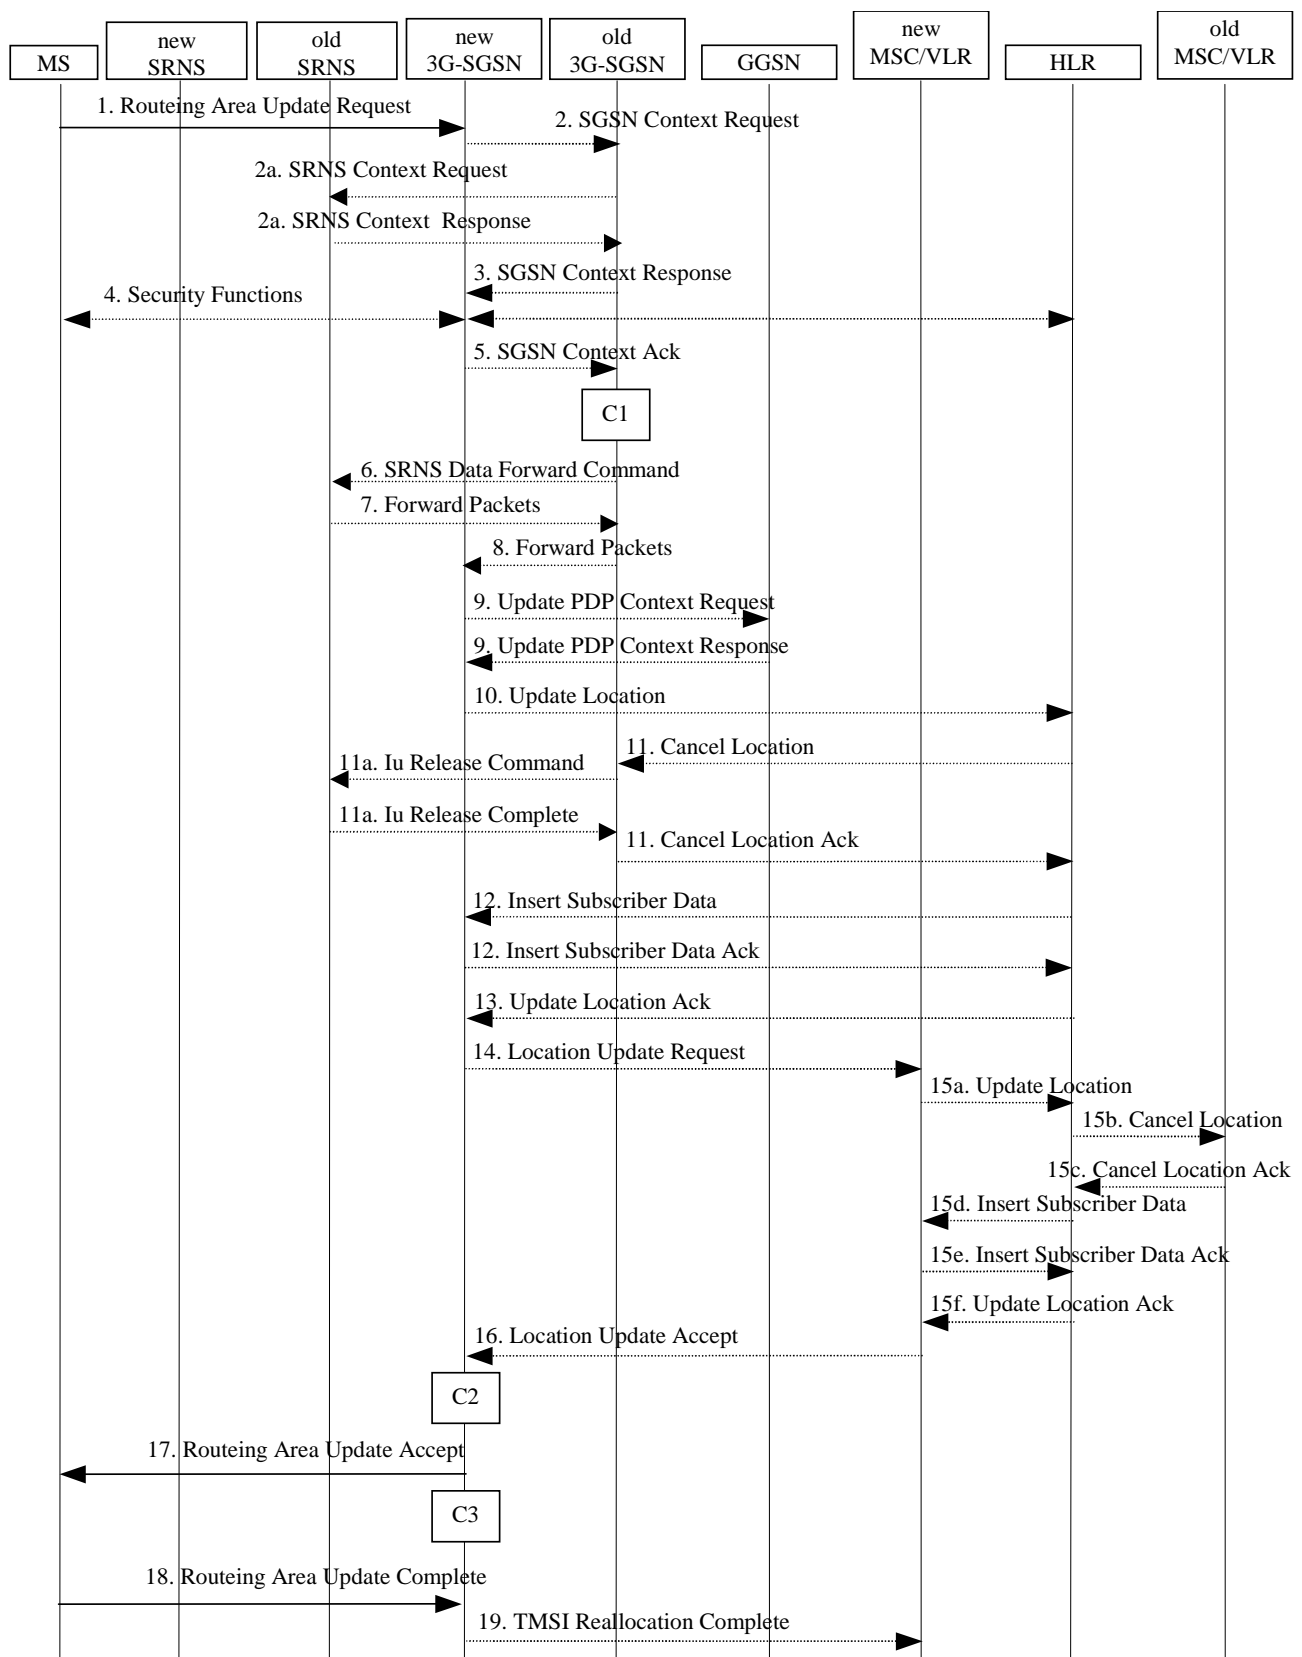 MS
new
SRNS
old
SRNS
new
3G-SGSN
old
3G-SGSN
GGSN
new
MSC/VLR
HLR
old
MSC/VLR
1. Routeing Area Update Request
2. SGSN Context Request
2a. SRNS Context Request
2a. SRNS Context Response
3. SGSN Context Response
4. Security Functions
5. SGSN Context Ack
C1
6. SRNS Data Forward Command
7. Forward Packets
8. Forward Packets
9. Update PDP Context Request
9. Update PDP Context Response
10. Update Location
11. Cancel Location
11a. Iu Release Command
11a. Iu Release Complete
11. Cancel Location Ack
12. Insert Subscriber Data
12. Insert Subscriber Data Ack
13. Update Location Ack
14. Location Update Request
15a. Update Location
15b. Cancel Location
15c. Cancel Location Ack
15d. Insert Subscriber Data
15e. Insert Subscriber Data Ack
15f. Update Location Ack
16. Location Update Accept
C2
17. Routeing Area Update Accept
C3
18. Routeing Area Update Complete
19. TMSI Reallocation Complete